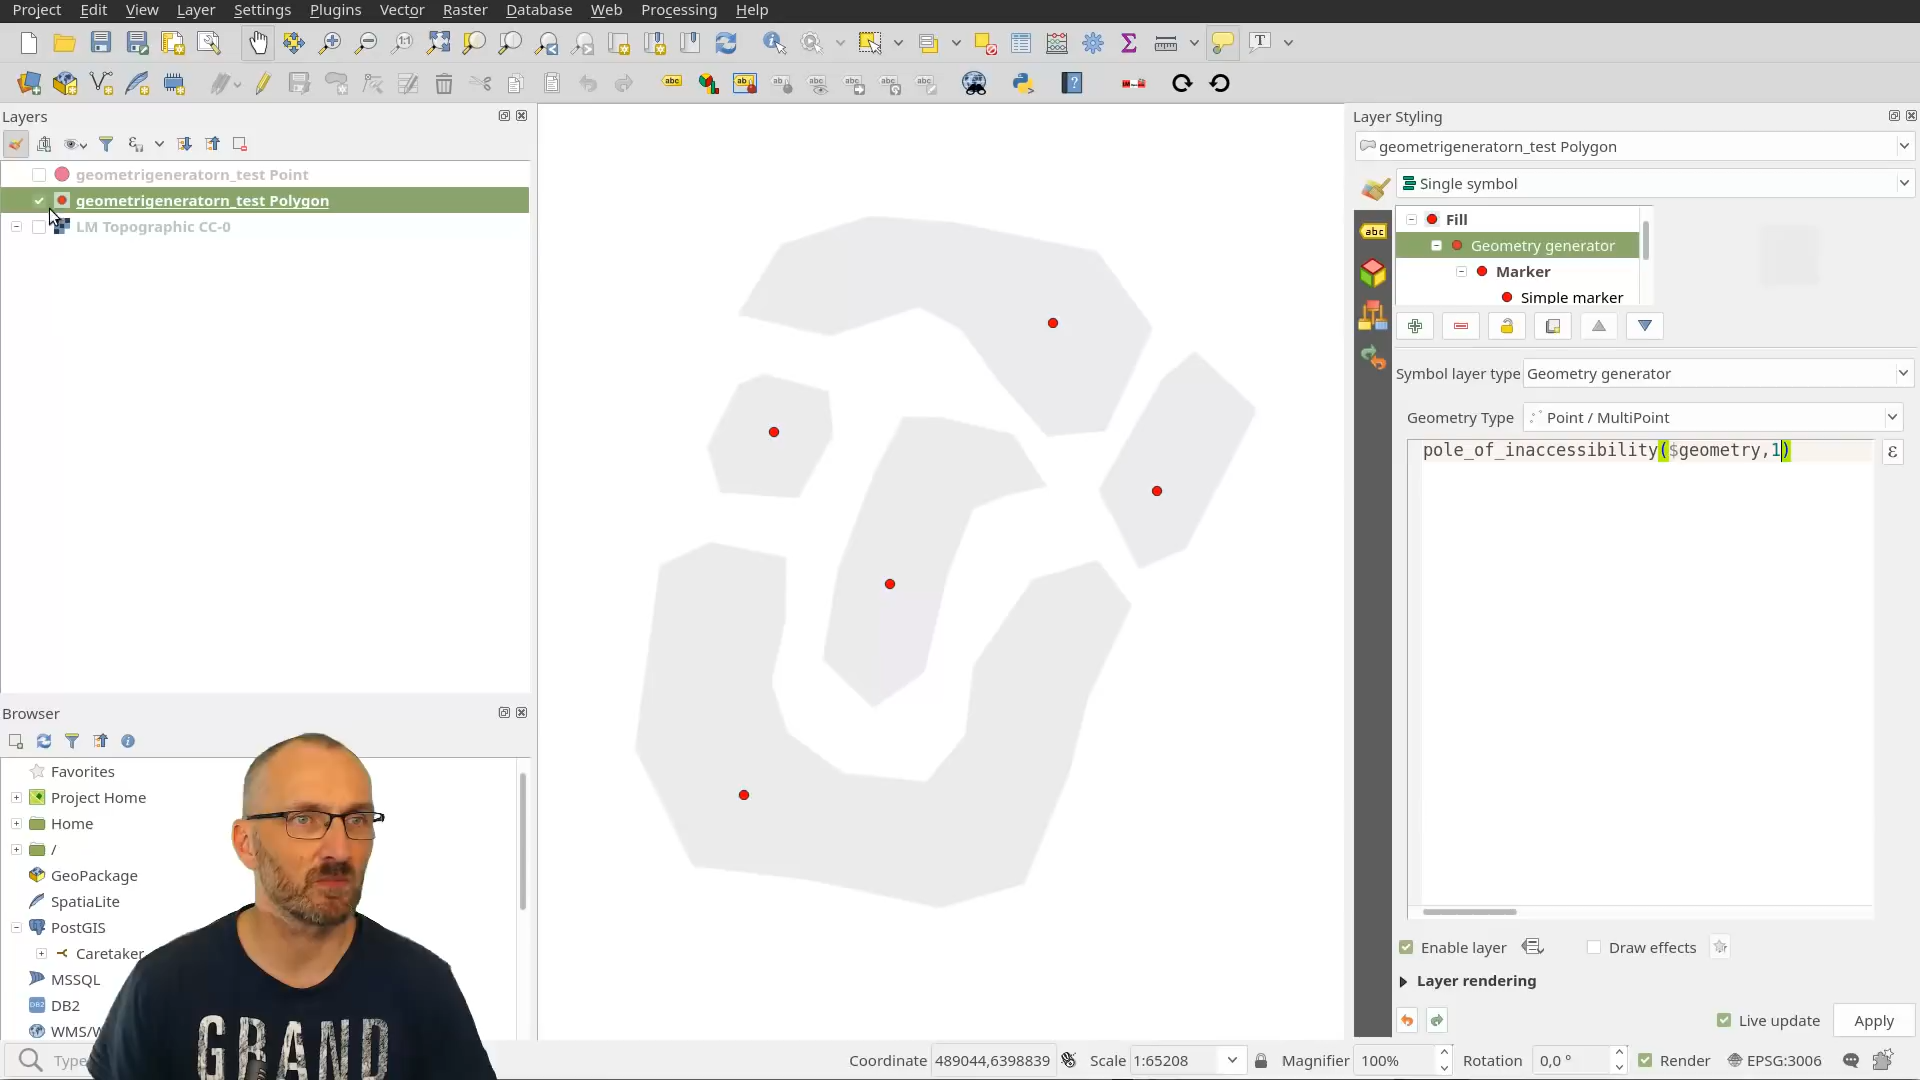 Project Edit View Layer Settings Plugins Vector Raster Database Web Processing Help
Layers
geometrigeneratorn_test Point
geometrigeneratorn_test Polygon
LM Topographic CC-0
Browser
Favorites
Project Home
Home
/
GeoPackage
SpatiaLite
PostGIS
Caretaker
MSSQL
DB2
WMS/W
GRAND
Type
Coordinate 489044,6398839 Scale 1:65208 Magnifier 100% Rotation 0,0 ° Render EPSG:3006
Layer Styling
geometrigeneratorn_test Polygon
Single symbol
Fill
Geometry generator
Marker
Simple marker
Symbol layer type Geometry generator
Geometry Type Point / MultiPoint
pole_of_inaccessibility($geometry,1)
ε
Enable layer Draw effects
Layer rendering
Live update Apply